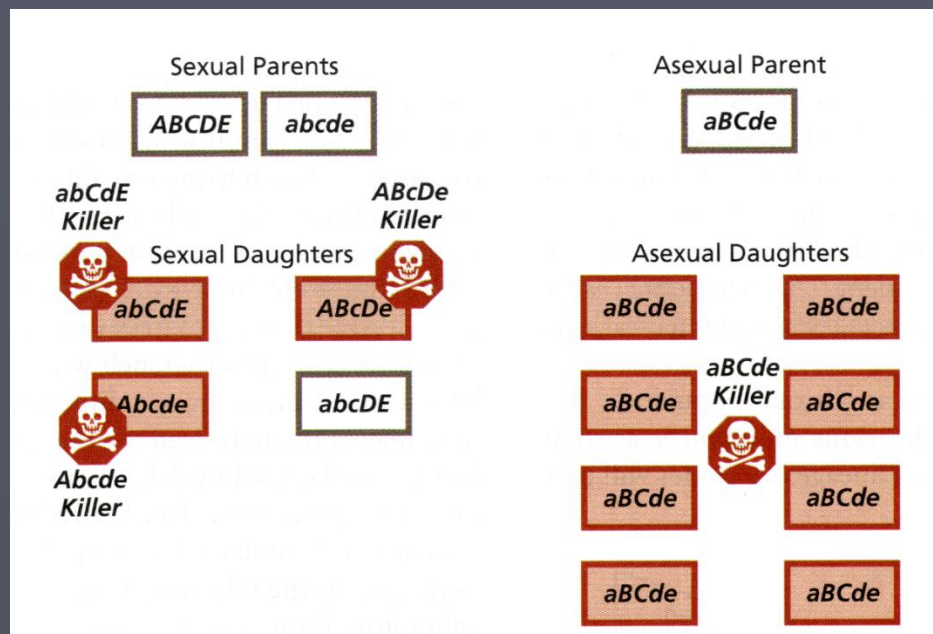 Sexual Parents
ABCDE
abcde
abCdE
Killer
ABcDe
Killer
Sexual Daughters
abCdE
ABcDe
Abcde
abcDE
Abcde
Killer
Asexual Parent
aBCde
Asexual Daughters
aBCde
aBCde
aBCde
Killer
aBCde
aBCde
aBCde
aBCde
aBCde
aBCde